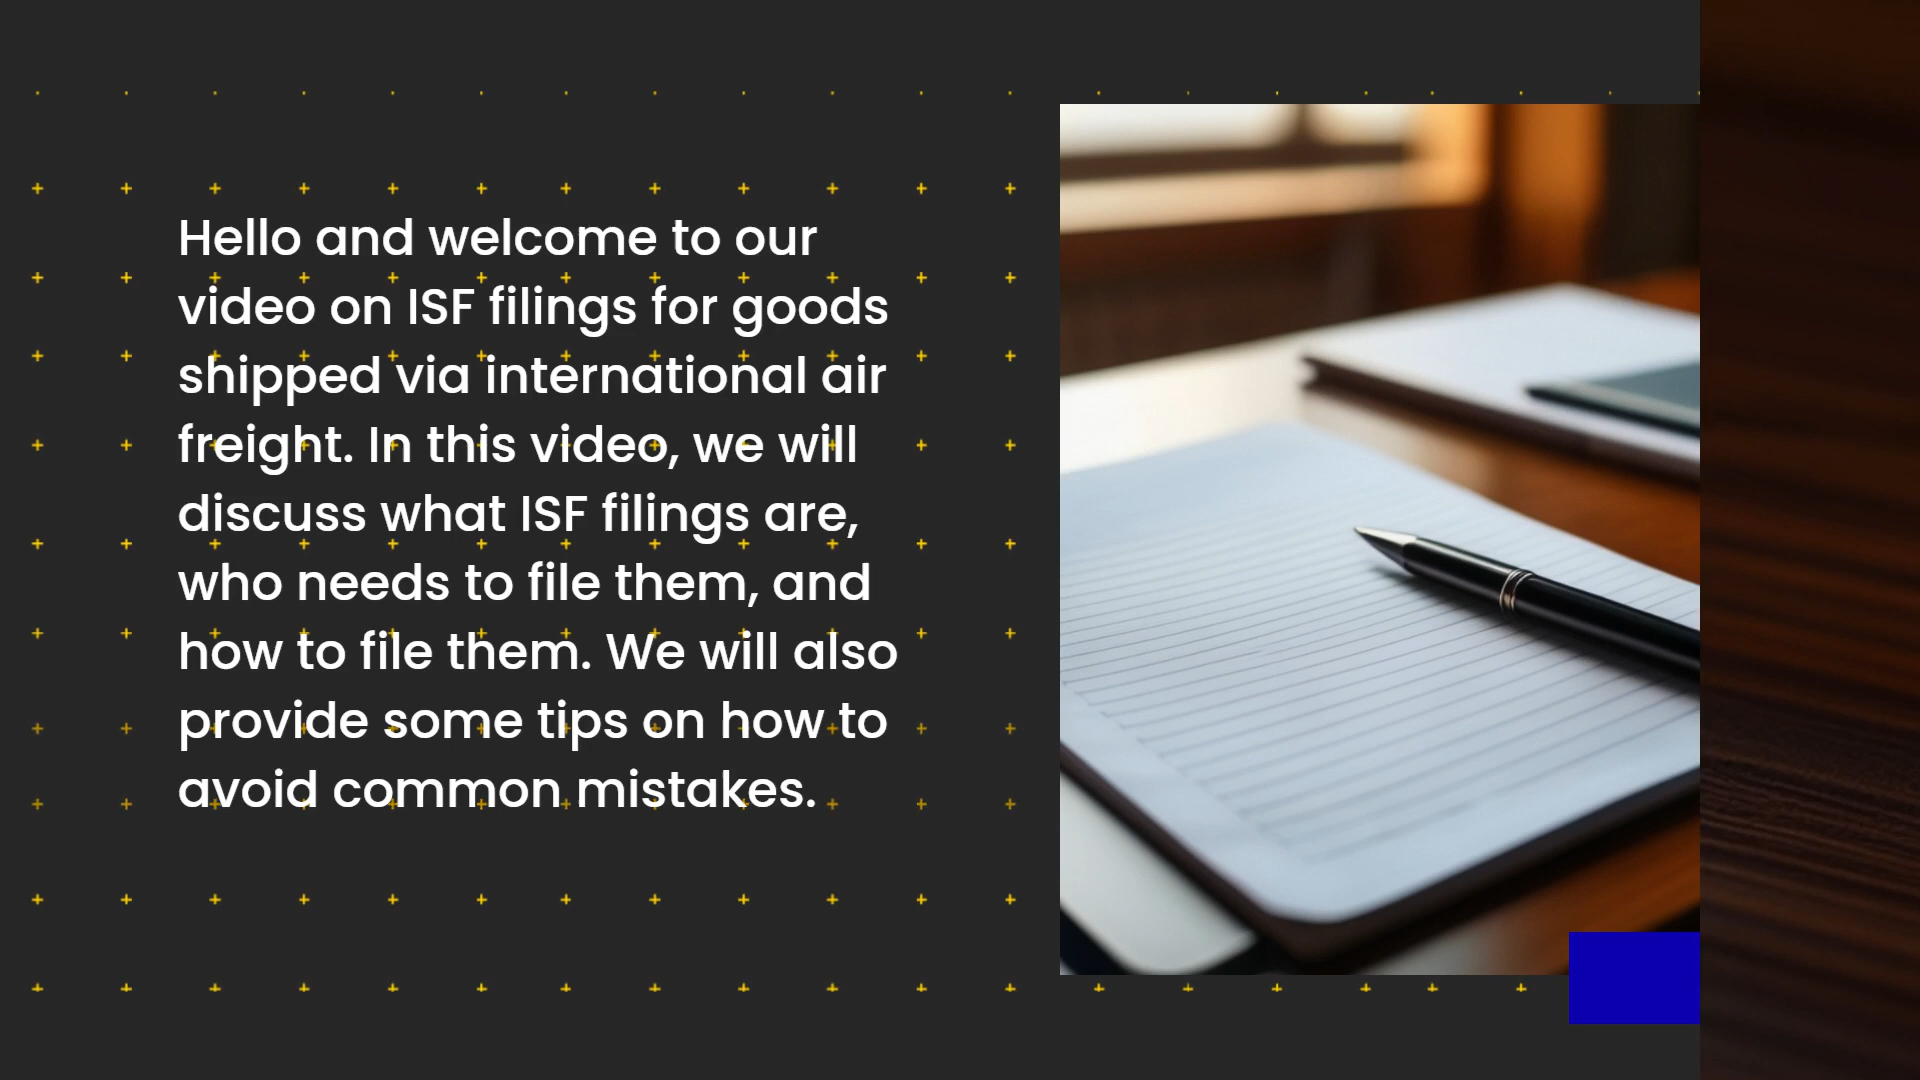 Hello and welcome to our
video on ISF filings for goods
shipped via international air
freight. In this video, we will
discuss what ISF filings are,
who needs to file them, and
how to file them. We will also
provide some tips on how to
avoid common mistakes.